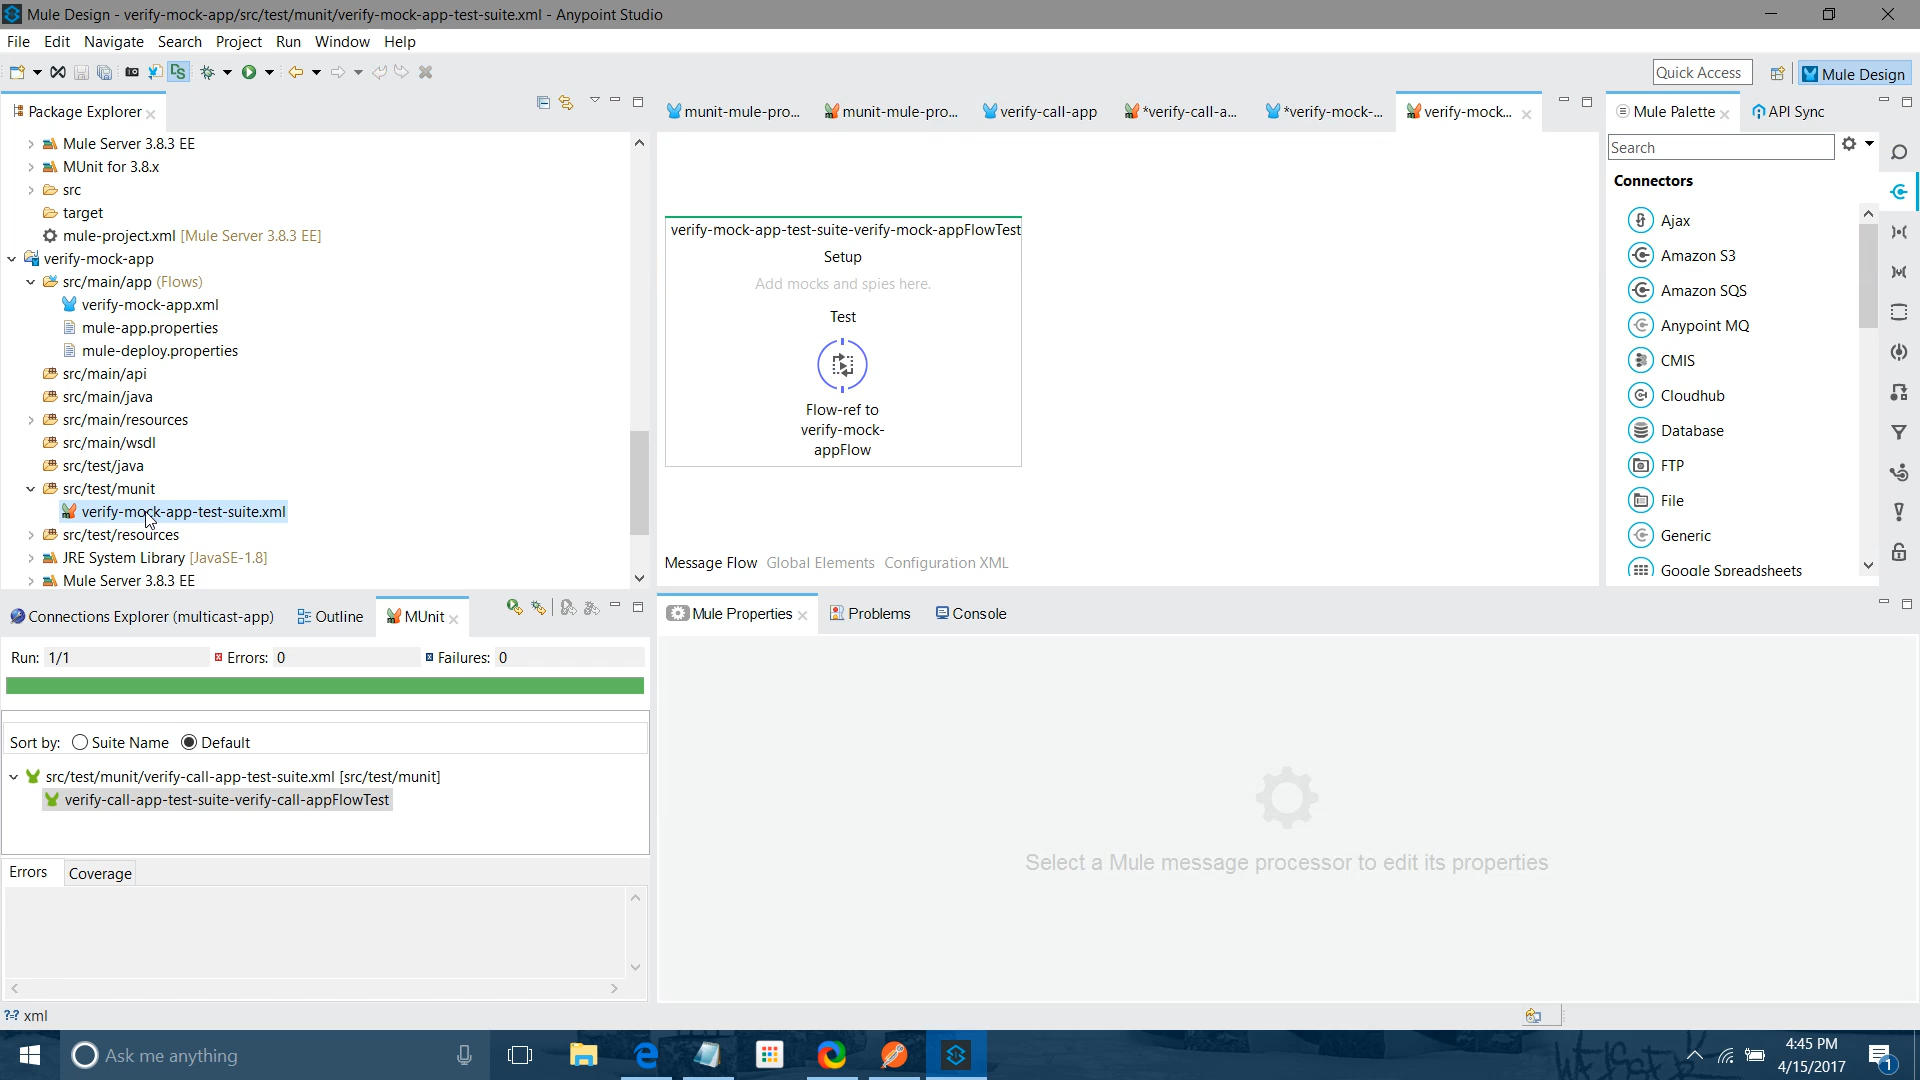 Mule Design - verify-mock-app/src/test/munit/verify-mock-app-test-suite.xml - Anypoint Studio
File Edit Navigate Search Project Run Window Help
Quick Access
Mule Design
Package Explorer
munit-mule-pro...
munit-mule-pro...
verify-call-app
*verify-call-a...
*verify-mock-...
verify-mock...
Mule Palette
API Sync
Mule Server 3.8.3 EE
MUnit for 3.8.x
src
target
mule-project.xml [Mule Server 3.8.3 EE]
verify-mock-app
src/main/app (Flows)
verify-mock-app.xml
mule-app.properties
mule-deploy.properties
src/main/api
src/main/java
src/main/resources
src/main/wsdl
src/test/java
src/test/munit
verify-mock-app-test-suite.xml
src/test/resources
JRE System Library [JavaSE-1.8]
Mule Server 3.8.3 EE
verify-mock-app-test-suite-verify-mock-appFlowTest
Setup
Add mocks and spies here.
Test
Flow-ref to
verify-mock-
appFlow
Message Flow Global Elements Configuration XML
Search
Connectors
Ajax
Amazon S3
Amazon SQS
Anypoint MQ
CMIS
Cloudhub
Database
FTP
File
Generic
Google Spreadsheets
Connections Explorer (multicast-app) Outline MUnit
Run: 1/1 Errors: 0 Failures: 0
Sort by: Suite Name Default
src/test/munit/verify-call-app-test-suite.xml [src/test/munit]
verify-call-app-test-suite-verify-call-appFlowTest
Errors Coverage
Mule Properties Problems Console
Select a Mule message processor to edit its properties
xml
Ask me anything
4:45 PM
4/15/2017
1